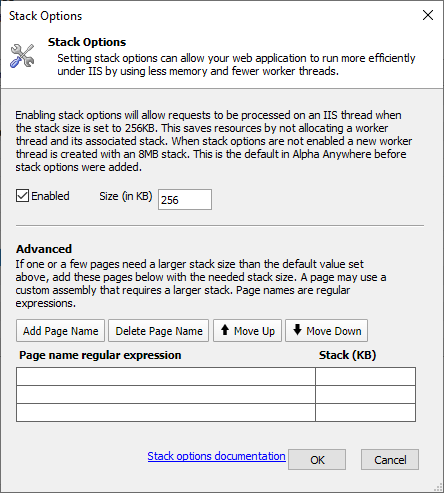 Stack Options
Stack Options
Setting stack options can allow your web application to run more efficiently
under IIS by using less memory and fewer worker threads.
Enabling stack options will allow requests to be processed on an IIS thread when
the stack size is set to 256KB. This saves resources by not allocating a worker
thread and its associated stack. When stack options are not enabled a new worker
thread is created with an 8MB stack. This is the default in Alpha Anywhere before
stack options were added.
Enabled Size (in KB) 256
Advanced
If one or a few pages need a larger stack size than the default value set
above, add these pages below with the needed stack size. A page may use a
custom assembly that requires a larger stack. Page names are regular
expressions.
Add Page Name Delete Page Name Move Up Move Down
Page name regular expression Stack (KB)
Stack options documentation OK Cancel